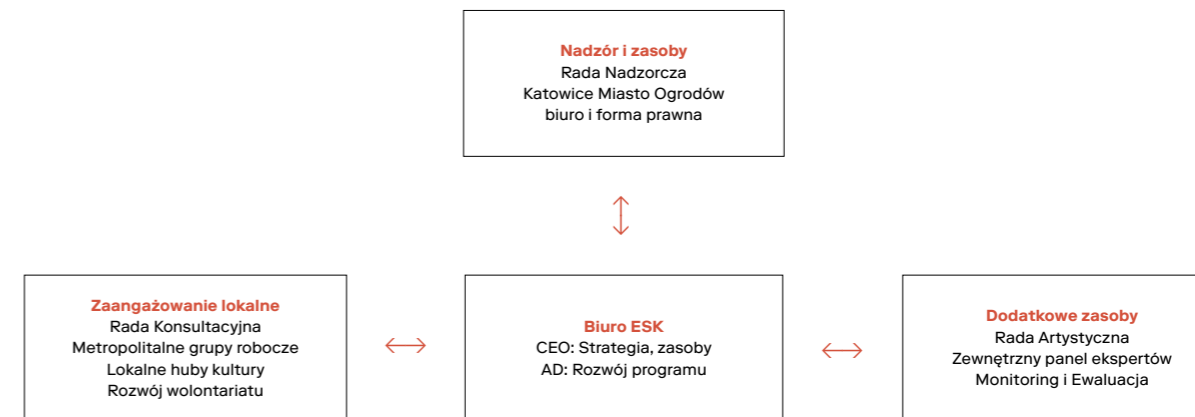 Nadzór i zasoby
Rada Nadzorcza
Katowice Miasto Ogrodów
biuro i forma prawna
Zaangażowanie lokalne
Rada Konsultacyjna
Metropolitalne grupy robocze
Lokalne huby kultury
Rozwój wolontariatu
Biuro ESK
CEO: Strategia, zasoby
AD: Rozwój programu
Dodatkowe zasoby
Rada Artystyczna
Zewnętrzny panel ekspertów
Monitoring i Ewaluacja